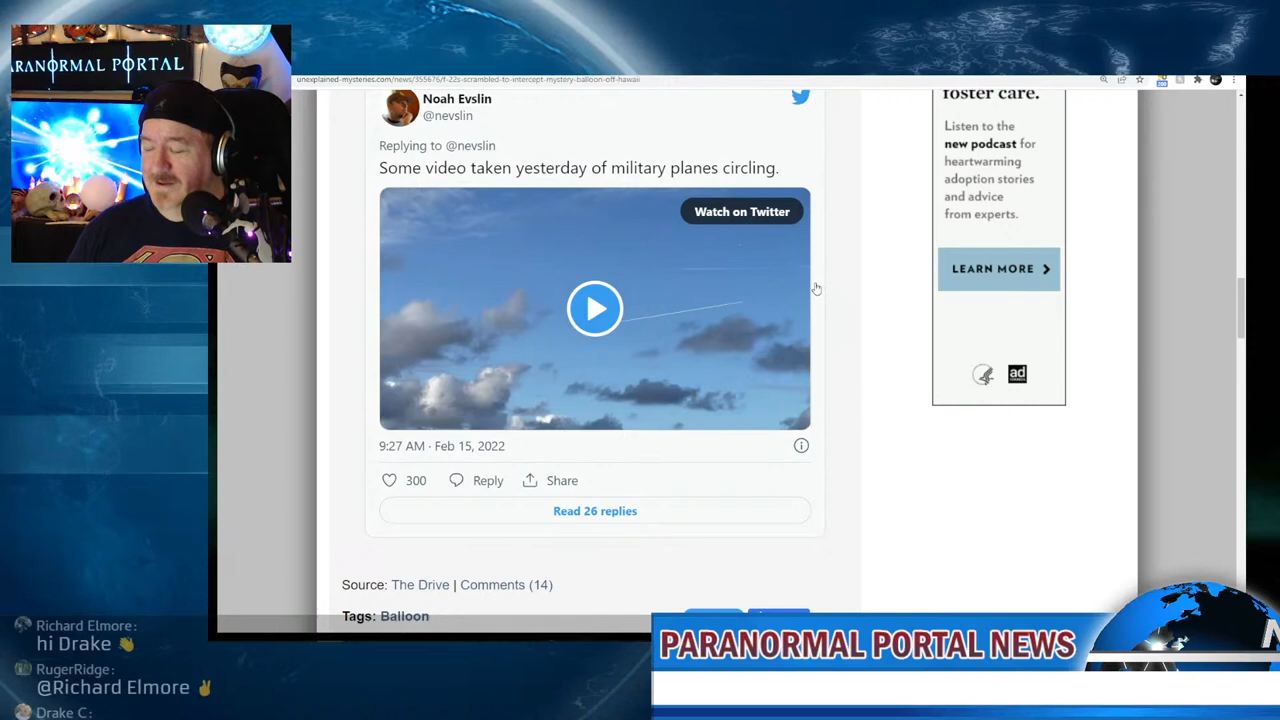 PARANORMAL PORTAL
unexplained-mysteries.com/news/355675/f-22s-scrambled-to-intercept-mystery-balloon-off-hawaii
Noah Evslin
@nevslin
Replying to @nevslin
Some video taken yesterday of military planes circling.
Watch on Twitter
9:27 AM · Feb 15, 2022
300 Reply Share
Read 26 replies
Source: The Drive | Comments (14)
Tags: Balloon
foster care.
Listen to the
new podcast for
heartwarming
adoption stories
and advice
from experts.
LEARN MORE
ad
Richard Elmore:
hi Drake 👋
RugerRidge:
@Richard Elmore ✌
Drake C:
PARANORMAL PORTAL NEWS
N